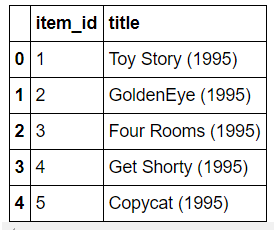 item_id title
0 1 Toy Story (1995)
1 2 GoldenEye (1995)
2 3 Four Rooms (1995)
3 4 Get Shorty (1995)
4 5 Copycat (1995)